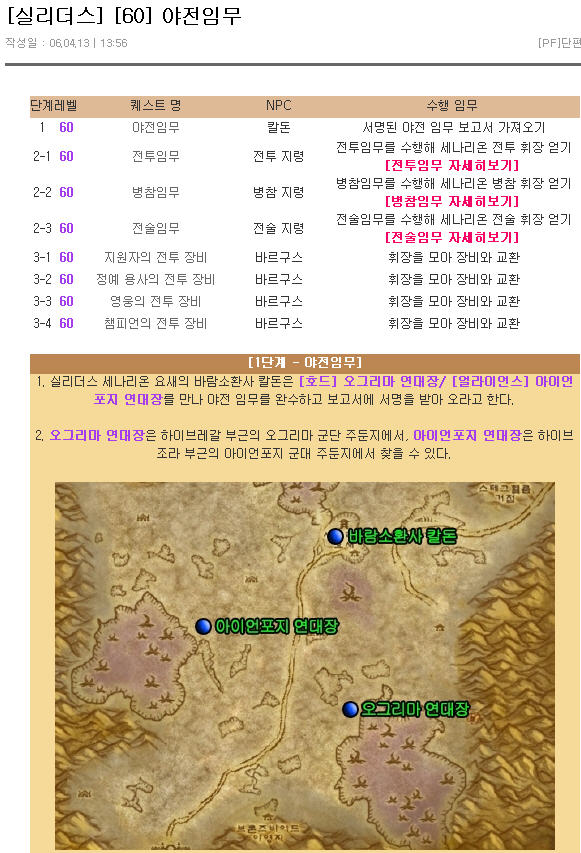 [실리더스] [60] 야전임무
작성일 : 06.04.13 | 13:56 [PF]단편
단계레벨 퀘스트 명 NPC 수행 임무
1 60 야전임무 칼돈 서명된 야전 임무 보고서 가져오기
2-1 60 전투임무 전투 지령 전투임무를 수행해 세나리온 전투 휘장 얻기
[전투임무 자세히보기]
2-2 60 병참임무 병참 지령 병참임무를 수행해 세나리온 병참 휘장 얻기
[병참임무 자세히보기]
2-3 60 전술임무 전술 지령 전술임무를 수행해 세나리온 전술 휘장 얻기
[전술임무 자세히보기]
3-1 60 지원자의 전투 장비 바르구스 휘장을 모아 장비와 교환
3-2 60 정예 용사의 전투 장비 바르구스 휘장을 모아 장비와 교환
3-3 60 영웅의 전투 장비 바르구스 휘장을 모아 장비와 교환
3-4 60 챔피언의 전투 장비 바르구스 휘장을 모아 장비와 교환
[1단계 - 야전임무]
1. 실리더스 세나리온 요새의 바람소환사 칼돈은 [호드] 오그리마 연대장/ [얼라이언스] 아이언
포지 연대장를 만나 야전 임무를 완수하고 보고서에 서명을 받아 오라고 한다.
2. 오그리마 연대장은 하이브레갈 부근의 오그리마 군단 주둔지에서, 아이언포지 연대장은 하이브
조라 부근의 아이언포지 군대 주둔지에서 찾을 수 있다.
거점
바람소환사 칼돈
아이언포지 연대장
오그리마 연대장
브론즈비어드
야영지